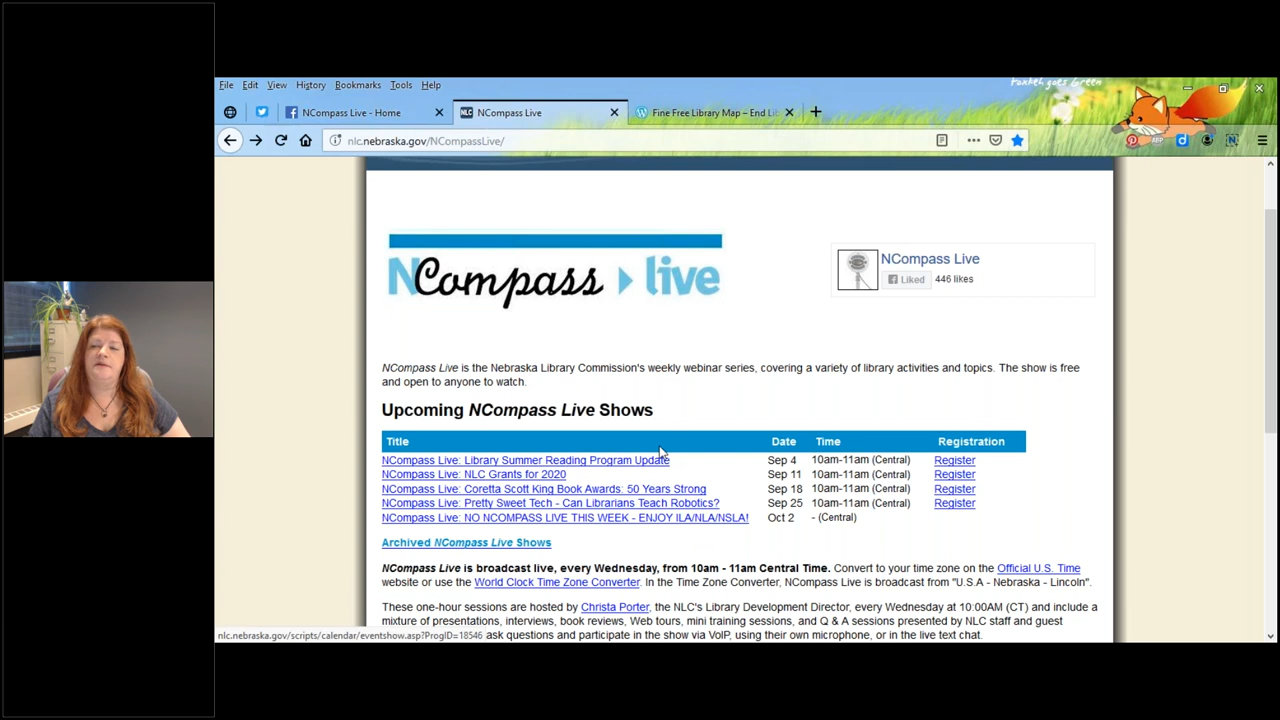 Foxkeh goes Green
File Edit View History Bookmarks Tools Help
NCompass Live - Home
NLC NCompass Live
Fine Free Library Map – End Li
nlc.nebraska.gov/NCompassLive/
NCompass live
NCompass Live
Liked 446 likes
NCompass Live is the Nebraska Library Commission's weekly webinar series, covering a variety of library activities and topics. The show is free
and open to anyone to watch.
Upcoming NCompass Live Shows
Title Date Time Registration
NCompass Live: Library Summer Reading Program Update Sep 4 10am-11am (Central) Register
NCompass Live: NLC Grants for 2020 Sep 11 10am-11am (Central) Register
NCompass Live: Coretta Scott King Book Awards: 50 Years Strong Sep 18 10am-11am (Central) Register
NCompass Live: Pretty Sweet Tech - Can Librarians Teach Robotics? Sep 25 10am-11am (Central) Register
NCompass Live: NO NCOMPASS LIVE THIS WEEK - ENJOY ILA/NLA/NSLA! Oct 2 - (Central)
Archived NCompass Live Shows
NCompass Live is broadcast live, every Wednesday, from 10am - 11am Central Time. Convert to your time zone on the Official U.S. Time
website or use the World Clock Time Zone Converter. In the Time Zone Converter, NCompass Live is broadcast from "U.S.A - Nebraska - Lincoln".
These one-hour sessions are hosted by Christa Porter, the NLC's Library Development Director, every Wednesday at 10:00AM (CT) and include a
mixture of presentations, interviews, book reviews, Web tours, mini training sessions, and Q & A sessions presented by NLC staff and guest
nlc.nebraska.gov/scripts/calendar/eventshow.asp?ProgID=18546 ask questions and participate in the show via VoIP, using their own microphone, or in the live text chat.